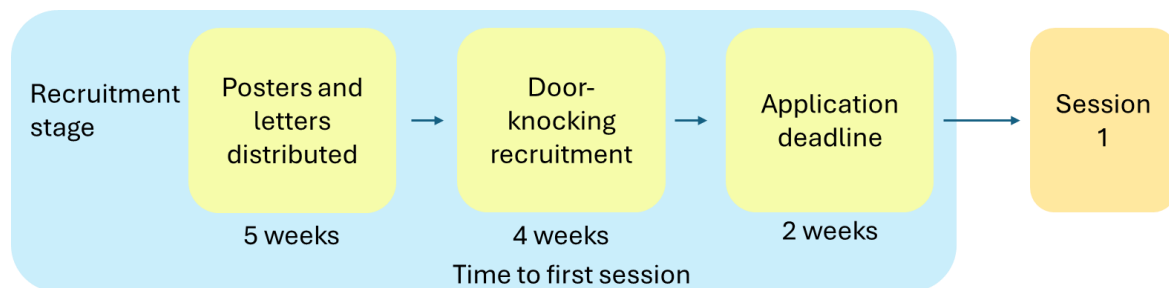 Recruitment
stage
Posters and
letters
distributed
Door-
knocking
recruitment
Application
deadline
Session
1
5 weeks
4 weeks
2 weeks
Time to first session